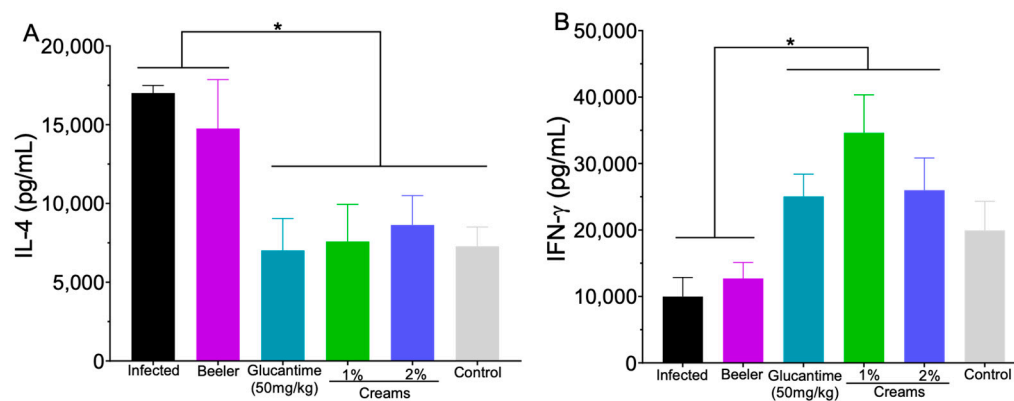 A
*
20,000
15,000
10,000
5,000
0
IL-4 (pg/mL)
Infected Beeler Glucantime 1% 2% Control
(50mg/kg) Creams
B
*
50,000
40,000
30,000
20,000
10,000
0
IFN-γ (pg/mL)
Infected Beeler Glucantime 1% 2% Control
(50mg/kg) Creams